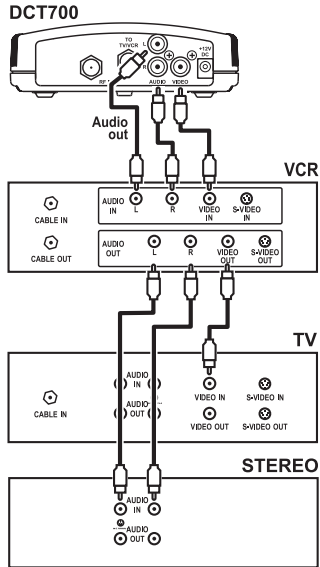 DCT700
TO
TV/VCR
L
R
+12V
DC
RF
AUDIO
VIDEO
Audio
out
VCR
CABLE IN
AUDIO
IN
L
R
VIDEO
IN
S-VIDEO
IN
CABLE OUT
AUDIO
OUT
L
R
VIDEO
OUT
S-VIDEO
OUT
TV
CABLE IN
AUDIO
IN
AUDIO
OUT
VIDEO IN
S-VIDEO IN
VIDEO OUT
S-VIDEO OUT
STEREO
AUDIO
IN
AUDIO
OUT